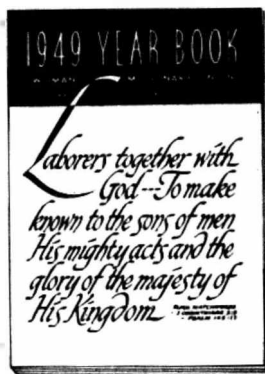 1949 YEAR BOOK
Laborers together with
God---To make
known to the sons of men
His mighty acts and the
glory of the majesty of
His Kingdom